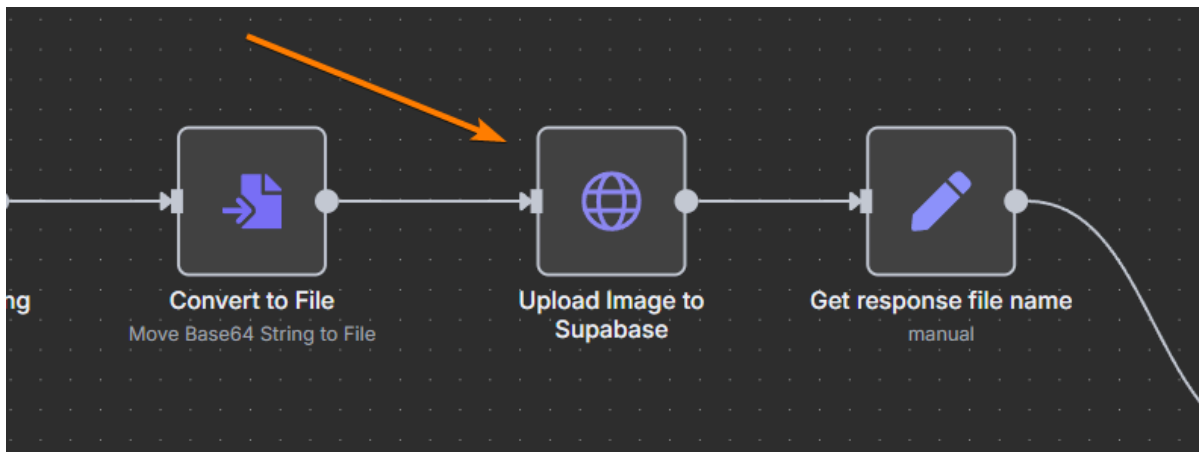 ng
Convert to File
Move Base64 String to File
Upload Image to
Supabase
Get response file name
manual